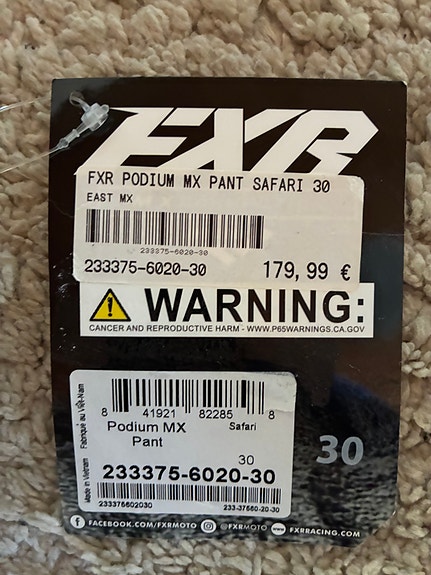 FXR
FXR PODIUM MX PANT SAFARI 30
EAST MX
233375-6020-30
233375-6020-30 179,99 €
WARNING:
CANCER AND REPRODUCTIVE HARM - WWW.P65WARNINGS.CA.GOV
Made in Vietnam Fabriqué au Viêt-Nam
8 41921 82285 8
Podium MX Safari
Pant
30
30
233375-6020-30
233375602030 233-37560-20-30
FACEBOOK.COM/FXRMOTO @FXRMOTO www FXRRACING.COM